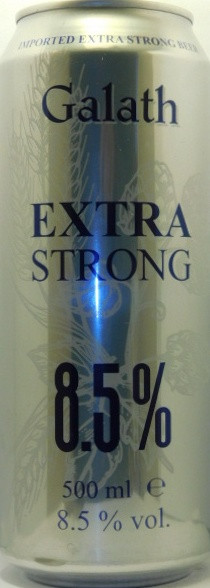 IMPORTED EXTRA STRONG BEER
Galath
EXTRA
STRONG
8.5%
500 ml ℮
8.5 % vol.